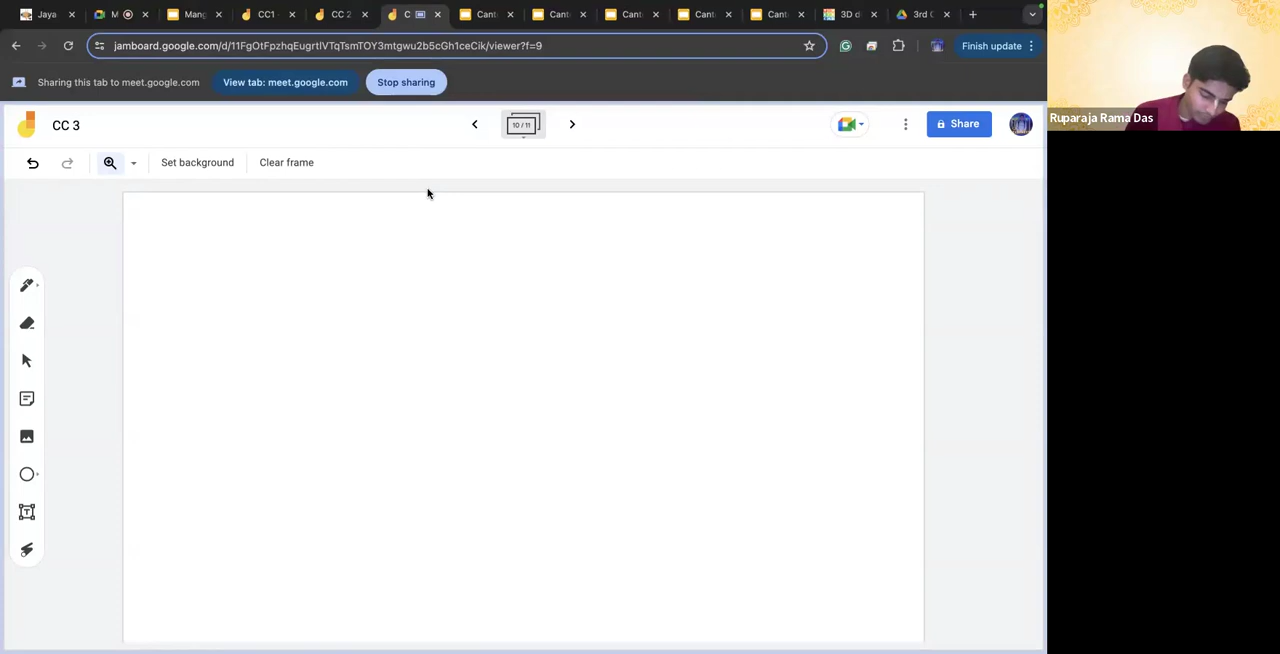 Jaya
M
Mang
CC1
CC 2
C
Cant
Cant
Cant
Cant
Cant
3D d
3rd
jamboard.google.com/d/11FgOtFpzhqEugrtIVTqTsmTOY3mtgwu2b5cGh1ceCik/viewer?f=9
Finish update
Sharing this tab to meet.google.com
View tab: meet.google.com
Stop sharing
Ruparaja Rama Das
CC 3
10 / 11
Share
Set background
Clear frame